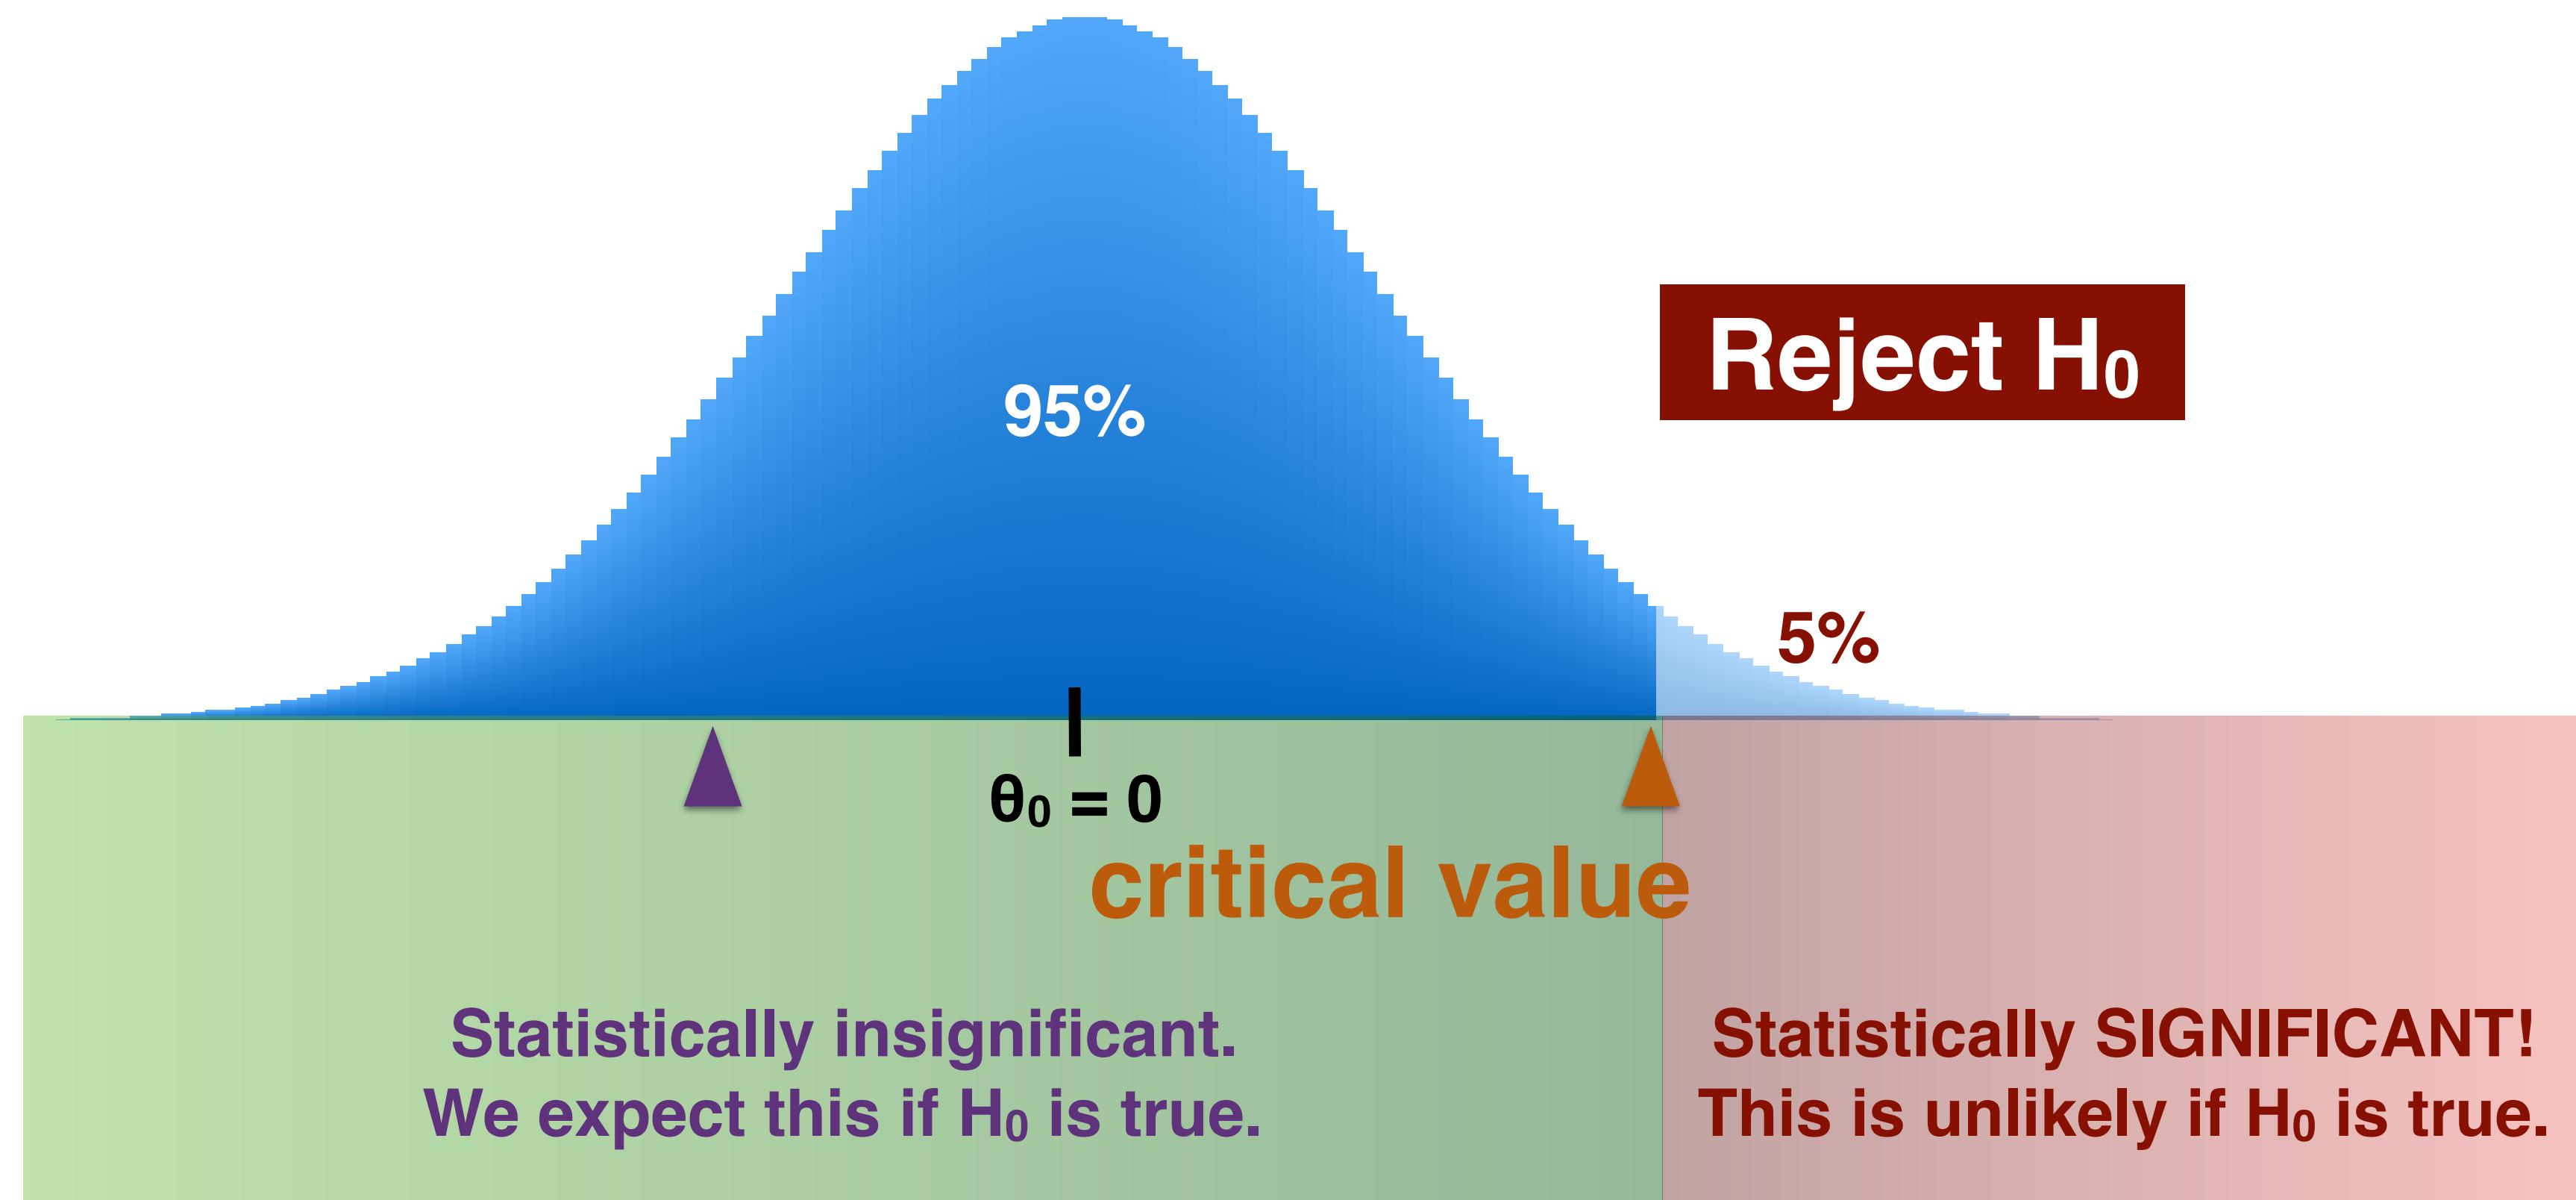 Reject H₀
95%
5%
θ₀ = 0
critical value
Statistically insignificant.
We expect this if H₀ is true.
Statistically SIGNIFICANT!
This is unlikely if H₀ is true.